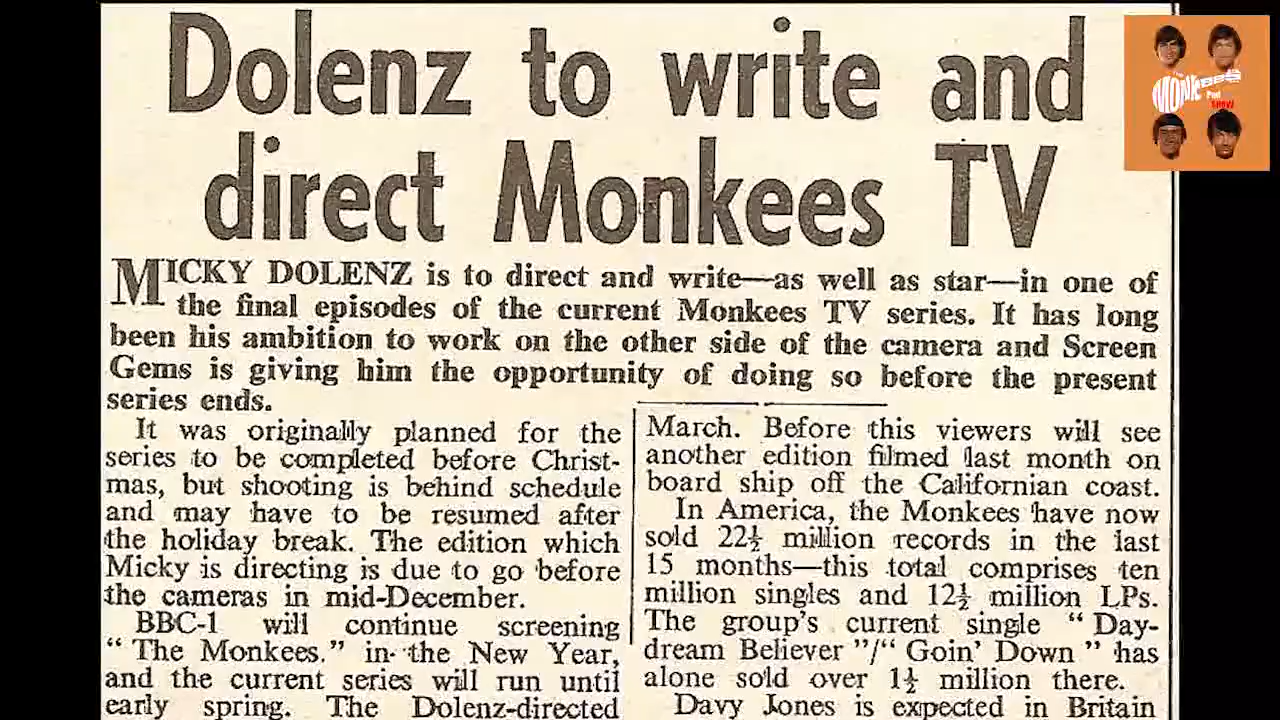 Dolenz to write and
direct Monkees TV
MICKY DOLENZ is to direct and write—as well as star—in one of
the final episodes of the current Monkees TV series. It has long
been his ambition to work on the other side of the camera and Screen
Gems is giving him the opportunity of doing so before the present
series ends.
It was originally planned for the
series to be completed before Christ-
mas, but shooting is behind schedule
and may have to be resumed after
the holiday break. The edition which
Micky is directing is due to go before
the cameras in mid-December.
BBC-1 will continue screening
“ The Monkees.” in the New Year,
and the current series will run until
early spring. The Dolenz-directed
March. Before this viewers will see
another edition filmed last month on
board ship off the Californian coast.
In America, the Monkees have now
sold 22½ million records in the last
15 months—this total comprises ten
million singles and 12½ million LPs.
The group's current single “ Day-
dream Believer ”/“ Goin' Down ” has
alone sold over 1½ million there.
Davy Jones is expected in Britain
THE
MONKEES
Pad
SHOW